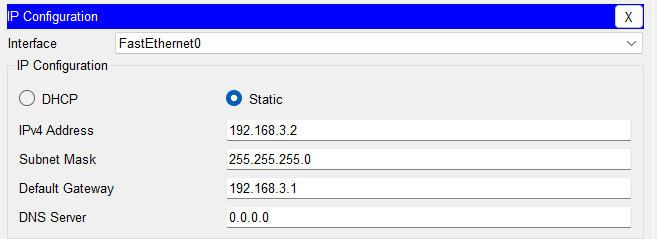 IP Configuration X
Interface FastEthernet0
IP Configuration
DHCP Static
IPv4 Address 192.168.3.2
Subnet Mask 255.255.255.0
Default Gateway 192.168.3.1
DNS Server 0.0.0.0